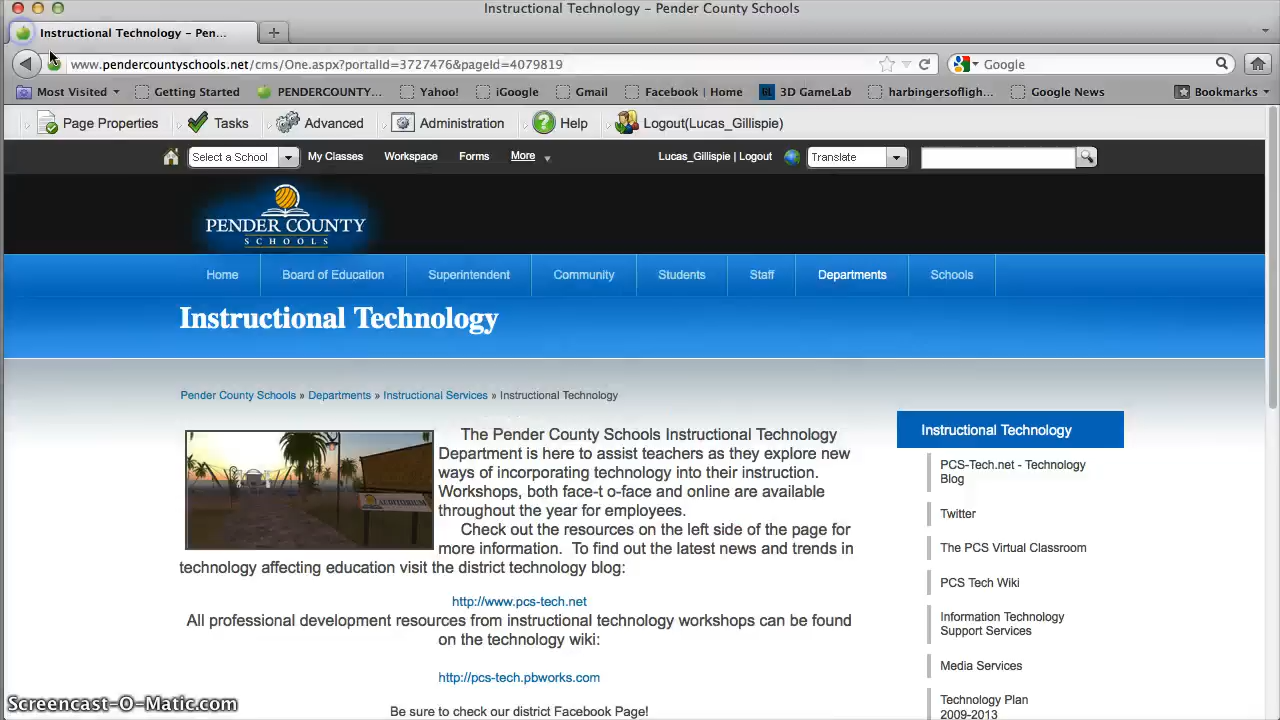 Instructional Technology – Pender County Schools
Instructional Technology – Pen...
www.pendercountyschools.net/cms/One.aspx?portalId=3727476&pageId=4079819
Google
Most Visited
Getting Started
PENDERCOUNTY...
Yahoo!
iGoogle
Gmail
Facebook | Home
GL 3D GameLab
harbingersofligh...
Google News
Bookmarks
Page Properties
Tasks
Advanced
Administration
Help
Logout(Lucas_Gillispie)
Select a School
My Classes
Workspace
Forms
More
Lucas_Gillispie | Logout
Translate
PENDER COUNTY
SCHOOLS
Home
Board of Education
Superintendent
Community
Students
Staff
Departments
Schools
Instructional Technology
Pender County Schools » Departments » Instructional Services » Instructional Technology
AUDITORIUM
The Pender County Schools Instructional Technology
Department is here to assist teachers as they explore new
ways of incorporating technology into their instruction.
Workshops, both face-t o-face and online are available
throughout the year for employees.
Check out the resources on the left side of the page for
more information. To find out the latest news and trends in
technology affecting education visit the district technology blog:
http://www.pcs-tech.net
All professional development resources from instructional technology workshops can be found
on the technology wiki:
http://pcs-tech.pbworks.com
Be sure to check our district Facebook Page!
Instructional Technology
PCS-Tech.net - Technology
Blog
Twitter
The PCS Virtual Classroom
PCS Tech Wiki
Information Technology
Support Services
Media Services
Technology Plan
2009-2013
Screencast-O-Matic.com